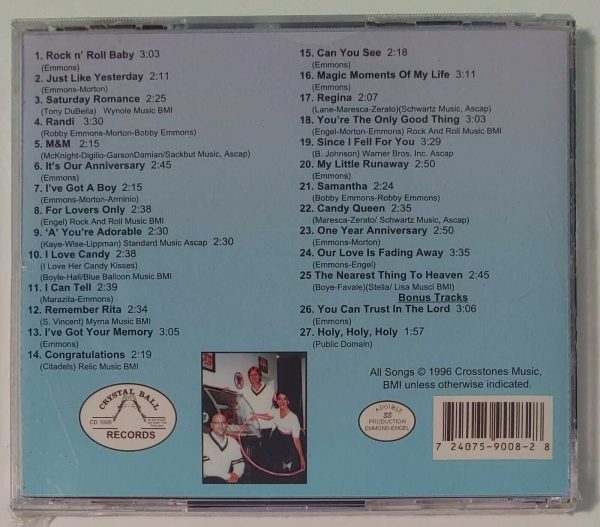 1. Rock n' Roll Baby 3:03
(Emmons)
2. Just Like Yesterday 2:11
(Emmons-Morton)
3. Saturday Romance 2:25
(Tony DuBella) Wynole Music BMI
4. Randi 3:30
(Robby Emmons-Morton-Bobby Emmons)
5. M&M 2:15
(McKnight-Digillo-GarsonDamian/Sackbut Music, Ascap)
6. It's Our Anniversary 2:45
(Emmons)
7. I've Got A Boy 2:15
(Emmons-Morton-Arminio)
8. For Lovers Only 2:38
(Engel) Rock And Roll Music BMI
9. 'A' You're Adorable 2:30
(Kaye-Wise-Lippman) Standard Music Ascap 2:30
10. I Love Candy 2:38
(I Love Her Candy Kisses)
Boyle-Hall/Blue Balloon Music BMI
11. I Can Tell 2:39
(Marazita-Emmons)
12. Remember Rita 2:34
(S. Vincent) Myrna Music BMI
13. I've Got Your Memory 3:05
(Emmons)
14. Congratulations 2:19
(Citadels) Relic Music BMI
15. Can You See 2:18
(Emmons)
16. Magic Moments Of My Life 3:11
(Emmons)
17. Regina 2:07
(Lane-Maresca-Zerato)(Schwartz Music, Ascap)
18. You're The Only Good Thing 3:03
(Engel-Morton-Emmons) Rock And Roll Music BMI
19. Since I Fell For You 3:29
(B. Johnson) Warner Bros. Inc, Ascap
20. My Little Runaway 2:50
(Emmons)
21. Samantha 2:24
(Bobby Emmons-Robby Emmons)
22. Candy Queen 2:35
(Maresca-Zerato/ Schwartz Music, Ascap)
23. One Year Anniversary 2:50
(Emmons-Morton)
24. Our Love Is Fading Away 3:35
(Emmons-Engel)
25 The Nearest Thing To Heaven 2:45
(Boye-Favale)(Stella/ Lisa Musci BMI)
Bonus Tracks
26. You Can Trust In The Lord 3:06
(Emmons)
27. Holy, Holy, Holy 1:57
(Public Domain)
All Songs © 1996 Crosstones Music,
BMI unless otherwise indicated.
CRYSTAL BALL
CD 1005
RECORDS
A DOUBLE
SS
PRODUCTION
EMMONS-ENGEL
7 24075-9008-2 8